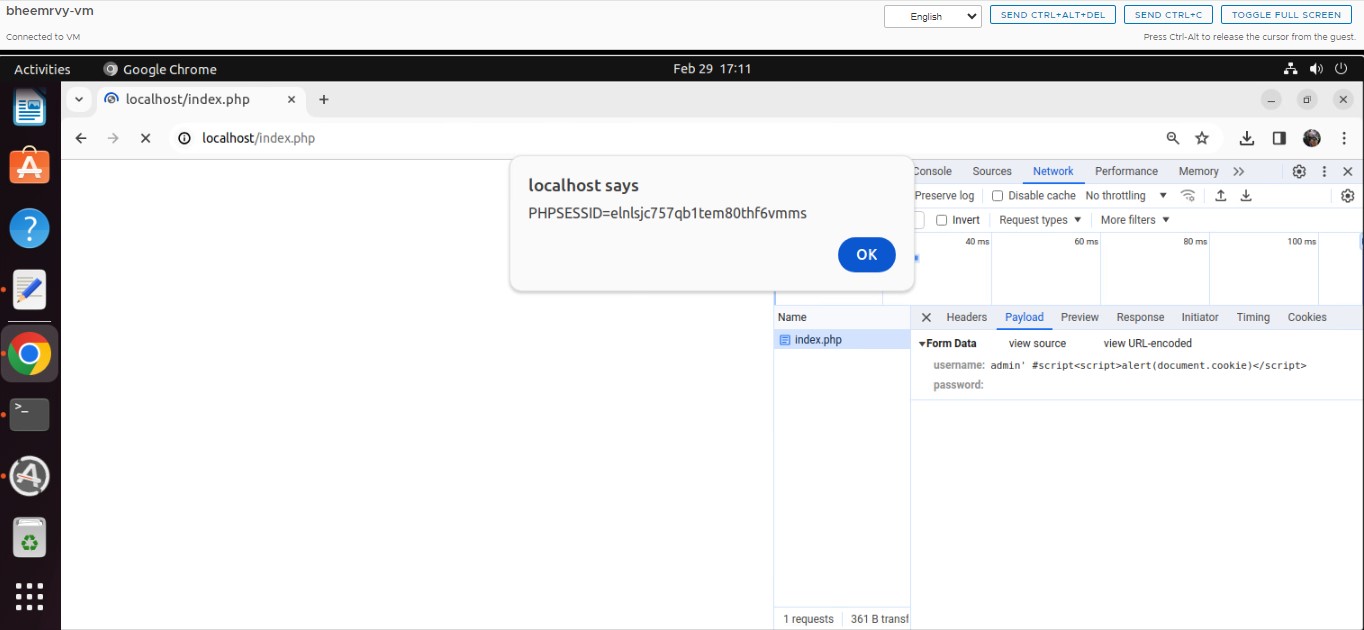 bheemrvy-vm
English
SEND CTRL+ALT+DEL
SEND CTRL+C
TOGGLE FULL SCREEN
Connected to VM
Press Ctrl-Alt to release the cursor from the guest.
Activities
Google Chrome
Feb 29 17:11
localhost/index.php
localhost/index.php
localhost says
PHPSESSID=elnlsjc757qb1tem80thf6vmms
OK
Console
Sources
Network
Performance
Memory
Preserve log
Disable cache
No throttling
Invert
Request types
More filters
40 ms
60 ms
80 ms
100 ms
Name
Headers
Payload
Preview
Response
Initiator
Timing
Cookies
index.php
Form Data
view source
view URL-encoded
username: admin' #script<script>alert(document.cookie)</script>
password:
1 requests
361 B transf